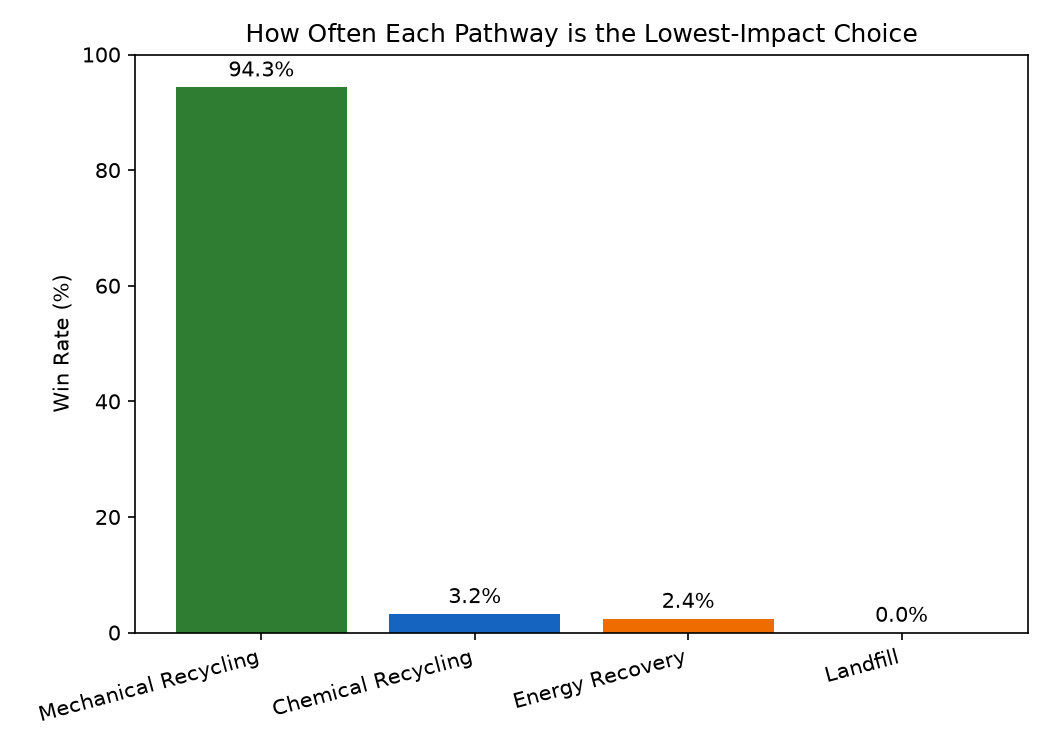 How Often Each Pathway is the Lowest-Impact Choice
Win Rate (%)
100
80
60
40
20
0
94.3%
3.2%
2.4%
0.0%
Mechanical Recycling
Chemical Recycling
Energy Recovery
Landfill